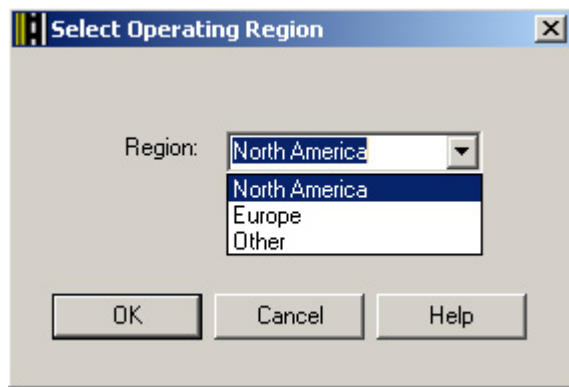 Select Operating Region
Region: North America
North America
Europe
Other
OK Cancel Help